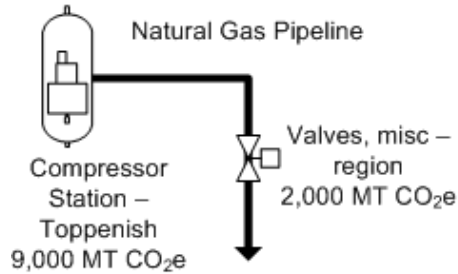 Natural Gas Pipeline
Valves, misc –
region
2,000 MT CO₂e
Compressor
Station –
Toppenish
9,000 MT CO₂e